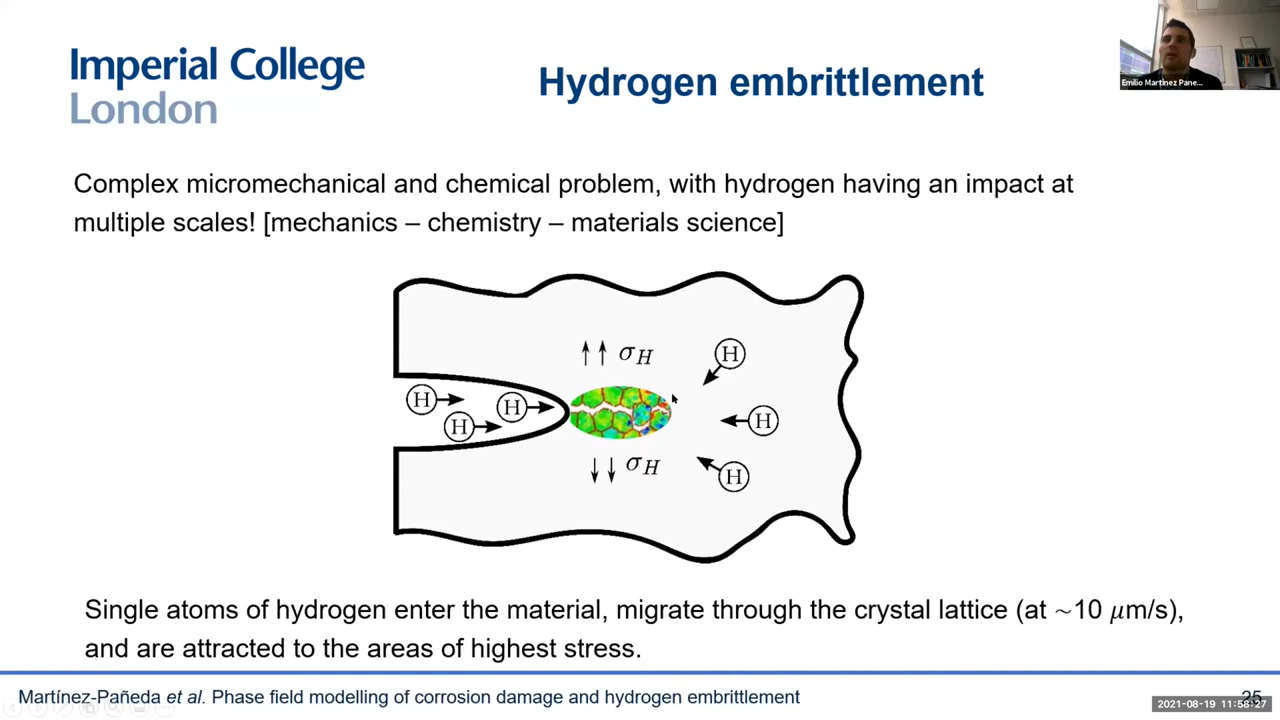 Imperial College
London
Hydrogen embrittlement
Emilio Martínez Pane...
Complex micromechanical and chemical problem, with hydrogen having an impact at
multiple scales! [mechanics – chemistry – materials science]
↑↑ σH
H
H
H
H
H
↓↓ σH
H
Single atoms of hydrogen enter the material, migrate through the crystal lattice (at ~10 μm/s),
and are attracted to the areas of highest stress.
Martínez-Pañeda et al. Phase field modelling of corrosion damage and hydrogen embrittlement
25
2021-08-19 11:58:27